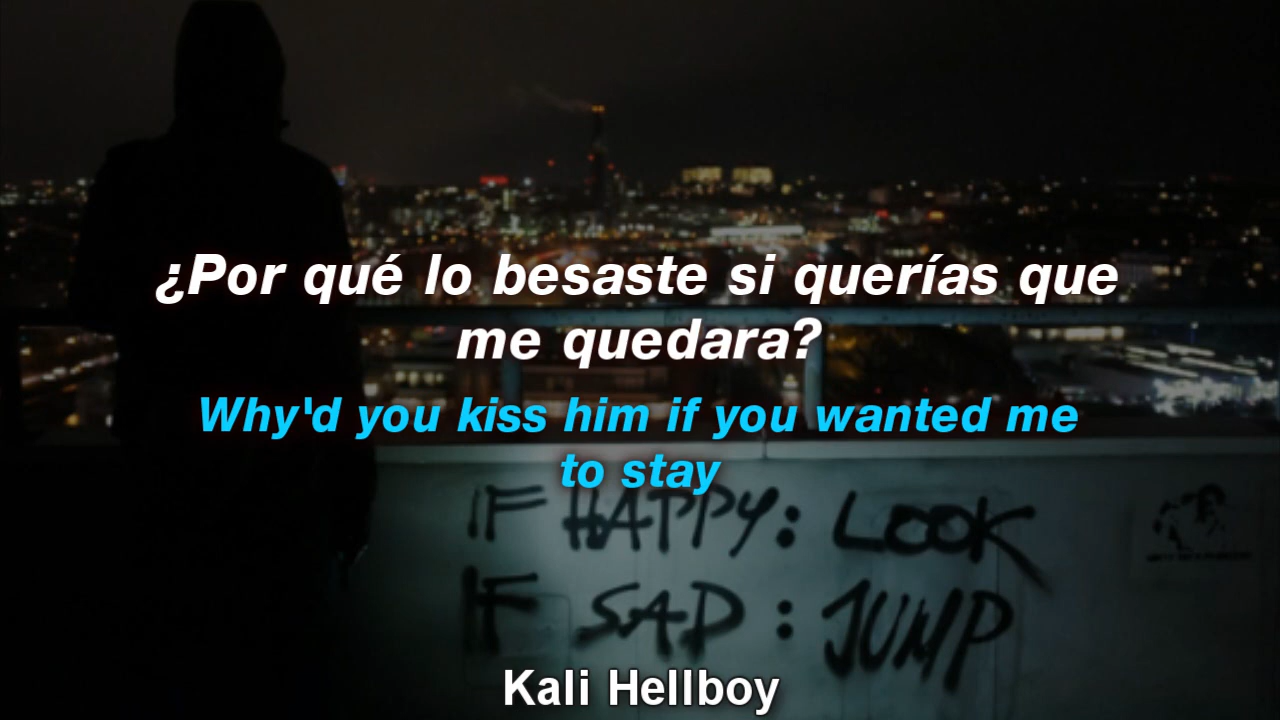 ¿Por qué lo besaste si querías que
me quedara?
Why'd you kiss him if you wanted me
to stay
IF HAPPY: LOOK
IF SAD: JUMP
Kali Hellboy